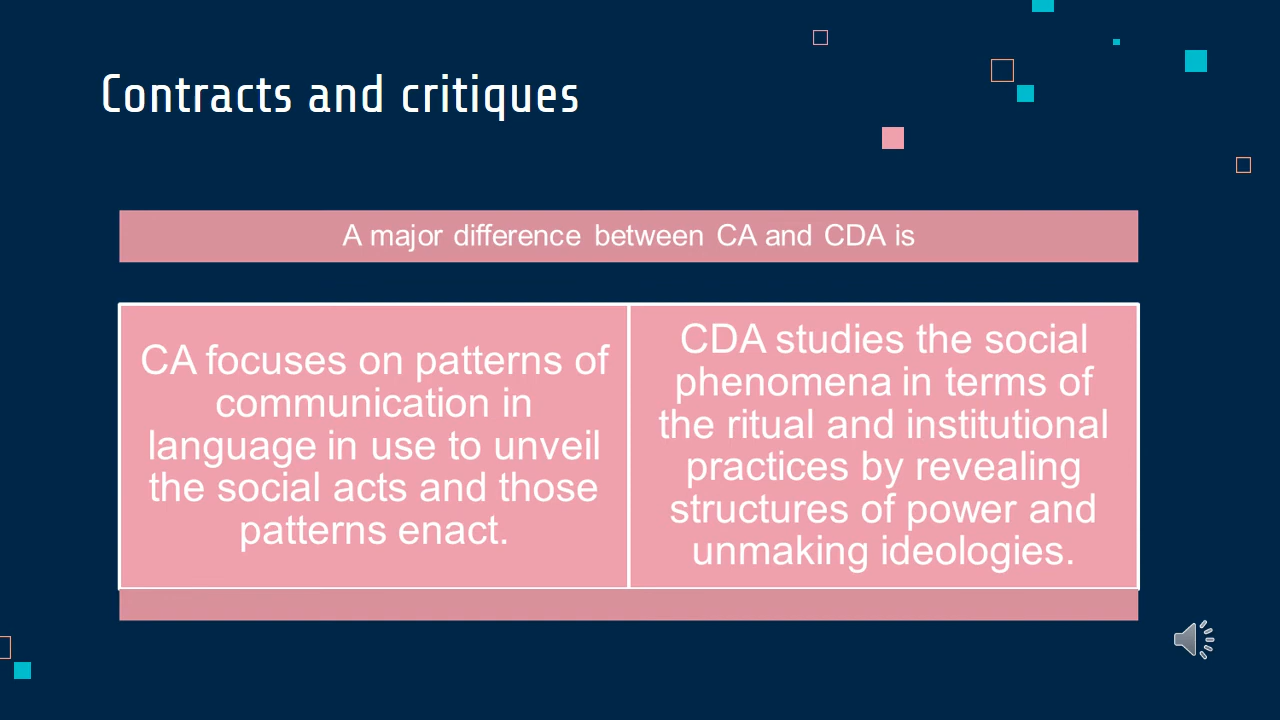 Contracts and critiques
A major difference between CA and CDA is
CA focuses on patterns of
communication in
language in use to unveil
the social acts and those
patterns enact.
CDA studies the social
phenomena in terms of
the ritual and institutional
practices by revealing
structures of power and
unmaking ideologies.